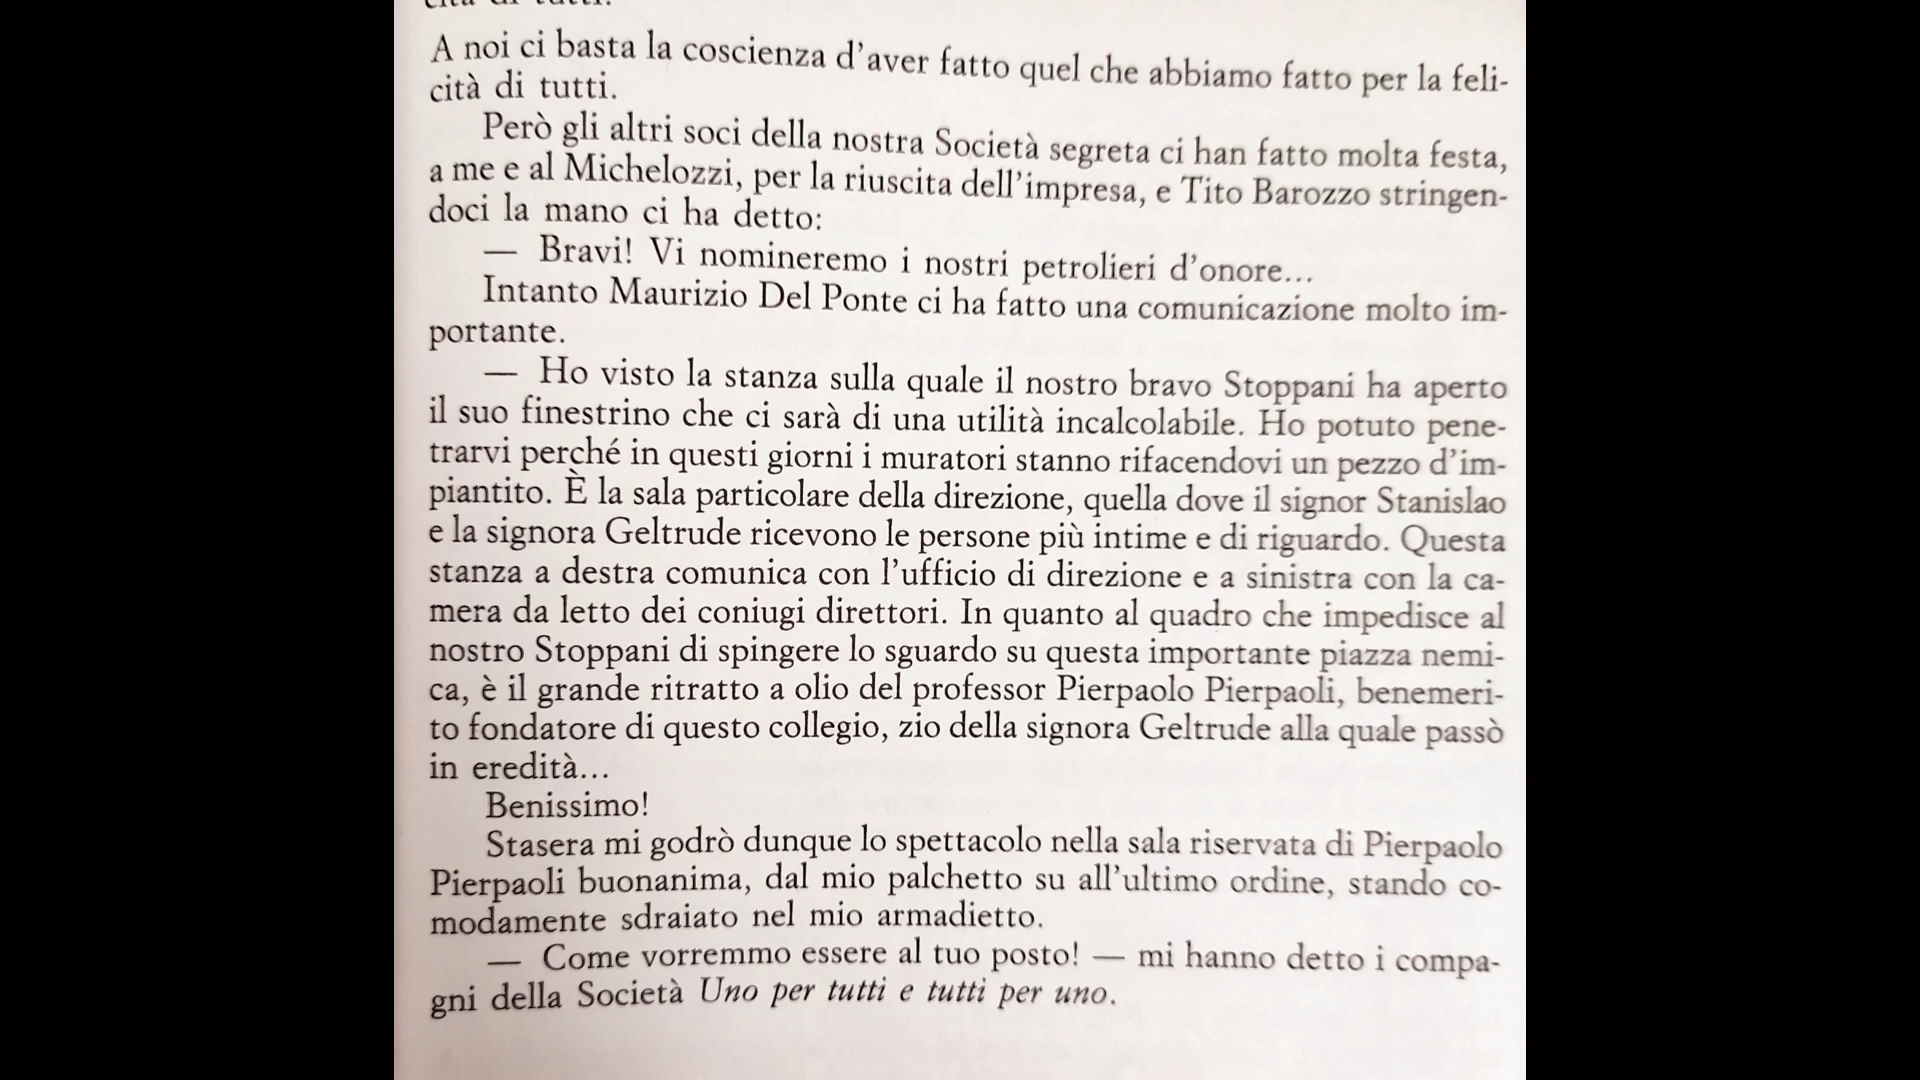 cità di tutti.
A noi ci basta la coscienza d'aver fatto quel che abbiamo fatto per la feli-
cità di tutti.
Però gli altri soci della nostra Società segreta ci han fatto molta festa,
a me e al Michelozzi, per la riuscita dell'impresa, e Tito Barozzo stringen-
doci la mano ci ha detto:
— Bravi! Vi nomineremo i nostri petrolieri d'onore...
Intanto Maurizio Del Ponte ci ha fatto una comunicazione molto im-
portante.
— Ho visto la stanza sulla quale il nostro bravo Stoppani ha aperto
il suo finestrino che ci sarà di una utilità incalcolabile. Ho potuto pene-
trarvi perché in questi giorni i muratori stanno rifacendovi un pezzo d'im-
piantito. È la sala particolare della direzione, quella dove il signor Stanislao
e la signora Geltrude ricevono le persone più intime e di riguardo. Questa
stanza a destra comunica con l'ufficio di direzione e a sinistra con la ca-
mera da letto dei coniugi direttori. In quanto al quadro che impedisce al
nostro Stoppani di spingere lo sguardo su questa importante piazza nemi-
ca, è il grande ritratto a olio del professor Pierpaolo Pierpaoli, benemeri-
to fondatore di questo collegio, zio della signora Geltrude alla quale passò
in eredità...
Benissimo!
Stasera mi godrò dunque lo spettacolo nella sala riservata di Pierpaolo
Pierpaoli buonanima, dal mio palchetto su all'ultimo ordine, stando co-
modamente sdraiato nel mio armadietto.
— Come vorremmo essere al tuo posto! — mi hanno detto i compa-
gni della Società Uno per tutti e tutti per uno.